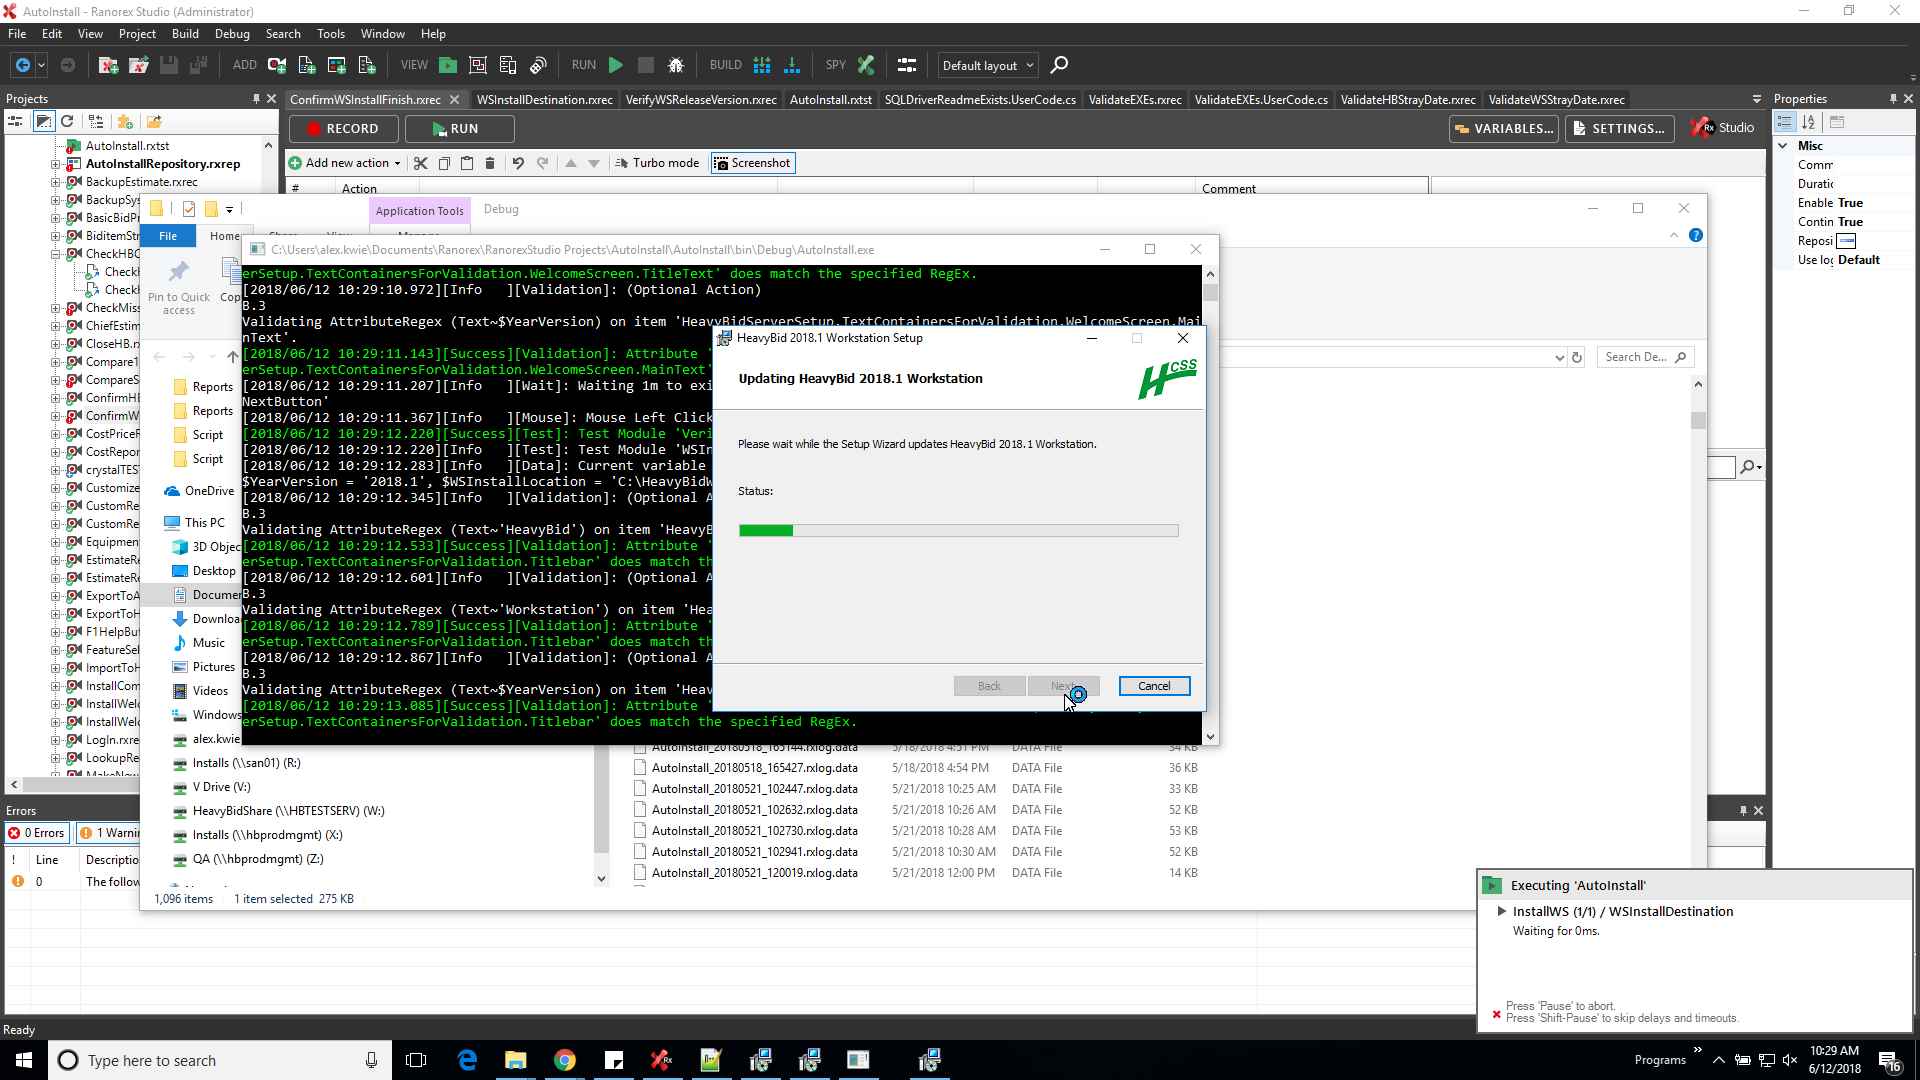 AutoInstall - Ranorex Studio (Administrator)
File Edit View Project Build Debug Search Tools Window Help
ADD VIEW RUN BUILD SPY Default layout
Projects
ConfirmWSInstallFinish.rxrec WSInstallDestination.rxrec VerifyWSReleaseVersion.rxrec AutoInstall.rxtst SQLDriverReadmeExists.UserCode.cs ValidateEXEs.rxrec ValidateEXEs.UserCode.cs ValidateHBStrayDate.rxrec ValidateWSStrayDate.rxrec
Properties
RECORD RUN VARIABLES... SETTINGS... Rx Studio
Add new action Turbo mode Screenshot
# Action Comment
Misc
Comm
Duratic
Enable True
Contin True
Reposi
Use log Default
AutoInstall.rxtst
AutoInstallRepository.rxrep
BackupEstimate.rxrec
BackupSy
BasicBidPr
BiditemStr
CheckHBC
Checkl
Checkl
CheckMiss
ChiefEstim
CloseHB.rx
Compare1
CompareS
ConfirmHB
ConfirmW
CostPriceR
CostRepor
crystalTEST
Customize
CustomRe
CustomRe
Equipmen
EstimateRe
EstimateRe
ExportToA
ExportToH
F1HelpBut
FeatureSel
ImportToH
InstallCom
InstallWelc
InstallWelc
LogIn.rxre
LookupRe
MakeNew
Application Tools Debug
File Home Share View Manage
Pin to Quick access
Cop
Search De...
Reports
Reports
Script
Script
OneDrive
This PC
3D Objec
Desktop
Documen
Downloa
Music
Pictures
Videos
Windows
alex.kwie
Installs (\\san01) (R:)
V Drive (V:)
HeavyBidShare (\\HBTESTSERV) (W:)
Installs (\\hbprodmgmt) (X:)
QA (\\hbprodmgmt) (Z:)
1,096 items 1 item selected 275 KB
C:\Users\alex.kwie\Documents\Ranorex\RanorexStudio Projects\AutoInstall\AutoInstall\bin\Debug\AutoInstall.exe
erSetup.TextContainersForValidation.WelcomeScreen.TitleText' does match the specified RegEx.
[2018/06/12 10:29:10.972][Info ][Validation]: (Optional Action)
B.3
Validating AttributeRegex (Text~$YearVersion) on item 'HeavyBidServerSetup.TextContainersForValidation.WelcomeScreen.Mai
nText'.
[2018/06/12 10:29:11.143][Success][Validation]: Attribute '
erSetup.TextContainersForValidation.WelcomeScreen.MainText'
[2018/06/12 10:29:11.207][Info ][Wait]: Waiting 1m to exi
NextButton'
[2018/06/12 10:29:11.367][Info ][Mouse]: Mouse Left Click
[2018/06/12 10:29:12.220][Success][Test]: Test Module 'Veri
[2018/06/12 10:29:12.220][Info ][Test]: Test Module 'WSIn
[2018/06/12 10:29:12.283][Info ][Data]: Current variable
$YearVersion = '2018.1', $WSInstallLocation = 'C:\HeavyBidW
[2018/06/12 10:29:12.345][Info ][Validation]: (Optional A
B.3
Validating AttributeRegex (Text~'HeavyBid') on item 'HeavyB
[2018/06/12 10:29:12.533][Success][Validation]: Attribute '
erSetup.TextContainersForValidation.Titlebar' does match th
[2018/06/12 10:29:12.601][Info ][Validation]: (Optional A
B.3
Validating AttributeRegex (Text~'Workstation') on item 'Hea
[2018/06/12 10:29:12.789][Success][Validation]: Attribute '
erSetup.TextContainersForValidation.Titlebar' does match th
[2018/06/12 10:29:12.867][Info ][Validation]: (Optional A
B.3
Validating AttributeRegex (Text~$YearVersion) on item 'Heav
[2018/06/12 10:29:13.085][Success][Validation]: Attribute '
erSetup.TextContainersForValidation.Titlebar' does match the specified RegEx.
HeavyBid 2018.1 Workstation Setup
Updating HeavyBid 2018.1 Workstation
HCSS
Please wait while the Setup Wizard updates HeavyBid 2018.1 Workstation.
Status:
Back Next Cancel
AutoInstall_20180518_165144.rxlog.data 5/18/2018 4:51 PM DATA File 34 KB
AutoInstall_20180518_165427.rxlog.data 5/18/2018 4:54 PM DATA File 36 KB
AutoInstall_20180521_102447.rxlog.data 5/21/2018 10:25 AM DATA File 33 KB
AutoInstall_20180521_102632.rxlog.data 5/21/2018 10:26 AM DATA File 52 KB
AutoInstall_20180521_102730.rxlog.data 5/21/2018 10:28 AM DATA File 53 KB
AutoInstall_20180521_102941.rxlog.data 5/21/2018 10:30 AM DATA File 52 KB
AutoInstall_20180521_120019.rxlog.data 5/21/2018 12:00 PM DATA File 14 KB
Errors
0 Errors 1 Warnin
! Line Descriptio
0 The follow
Executing 'AutoInstall'
InstallWS (1/1) / WSInstallDestination
Waiting for 0ms.
Press 'Pause' to abort.
Press 'Shift-Pause' to skip delays and timeouts.
Ready
Type here to search
Programs
10:29 AM
6/12/2018
16